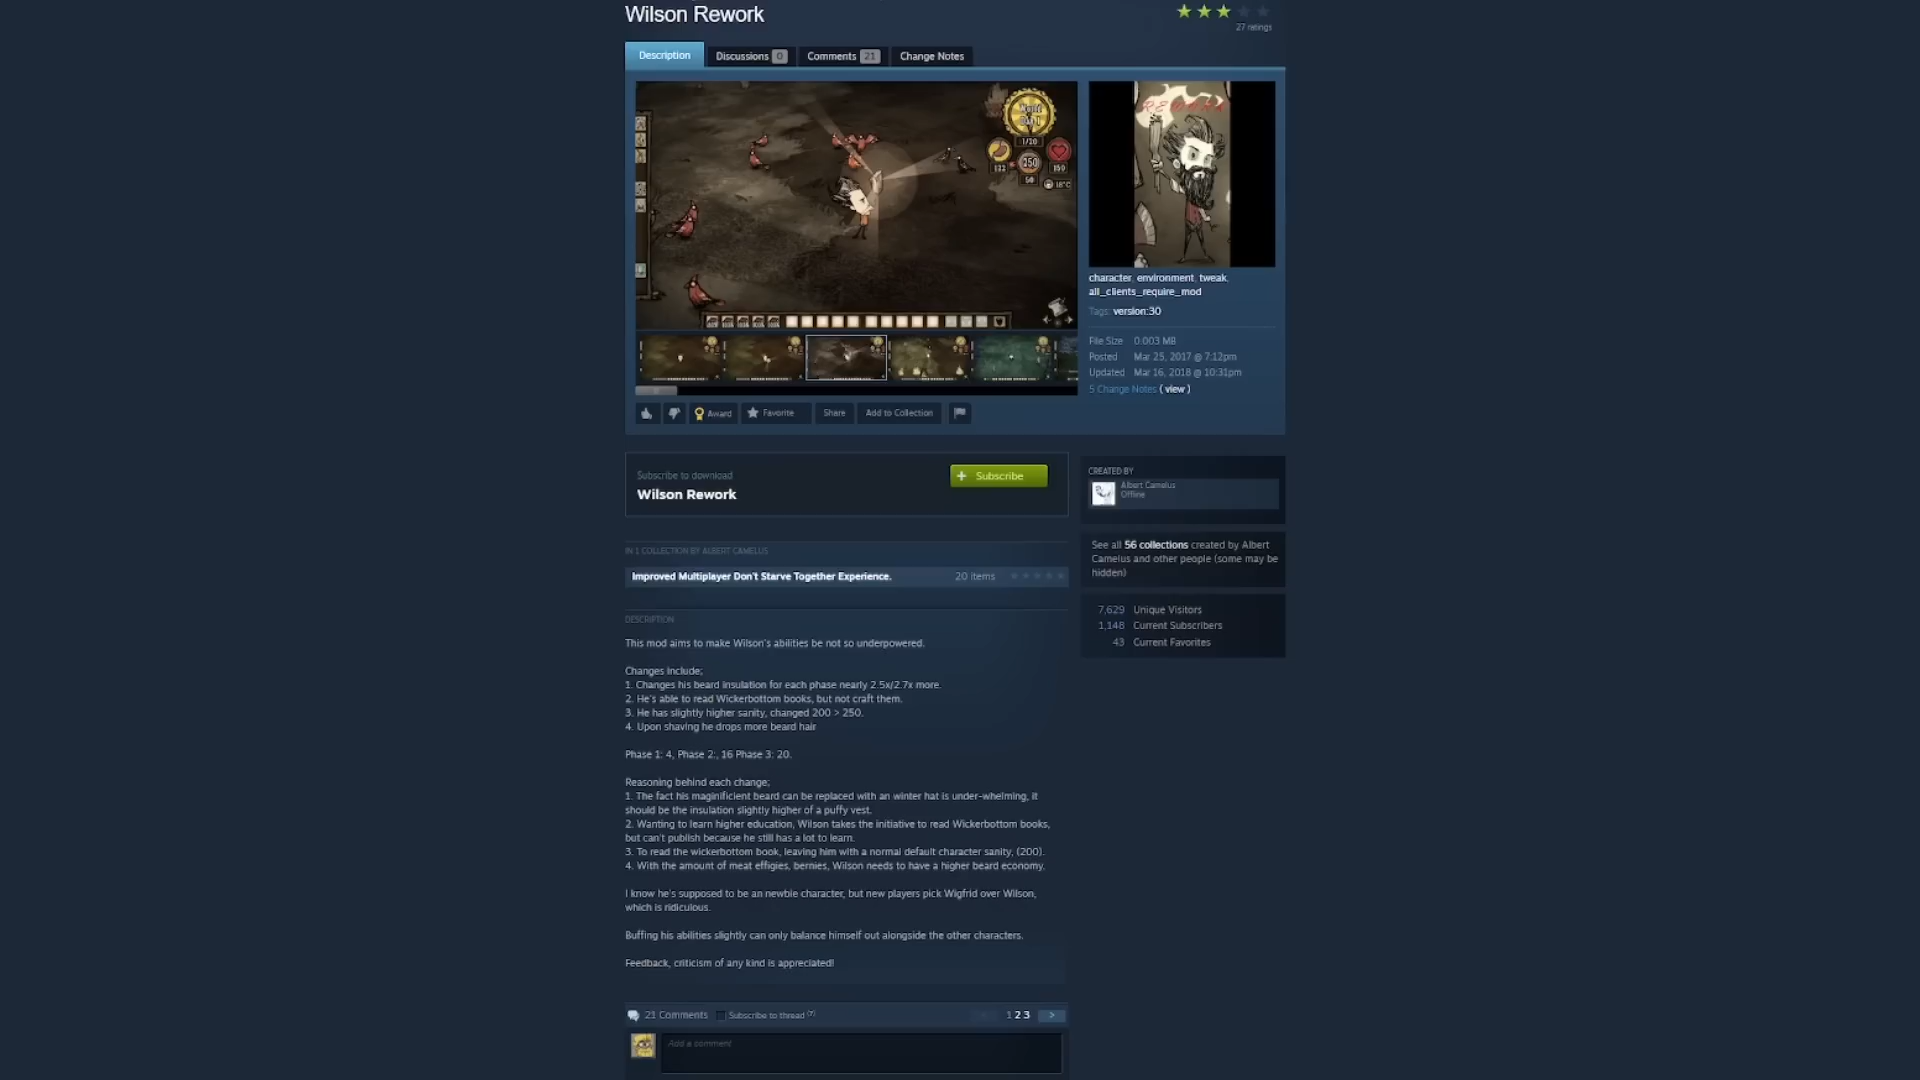 Wilson Rework
27 ratings
Description
Discussions 0
Comments 21
Change Notes
1/20
132
250
150
50
18°C
REWORK
character, environment, tweak,
all_clients_require_mod
Tags: version:30
File Size 0.003 MB
Posted Mar 25, 2017 @ 7:12pm
Updated Mar 16, 2018 @ 10:31pm
5 Change Notes ( view )
Award
Favorite
Share
Add to Collection
Subscribe to download
Wilson Rework
Subscribe
CREATED BY
Albert Camelus
Offline
IN 1 COLLECTION BY ALBERT CAMELUS
Improved Multiplayer Don't Starve Together Experience.
20 items
See all 56 collections created by Albert
Camelus and other people (some may be
hidden)
7,629 Unique Visitors
1,148 Current Subscribers
43 Current Favorites
DESCRIPTION
This mod aims to make Wilson's abilities be not so underpowered.
Changes include;
1. Changes his beard insulation for each phase nearly 2.5x/2.7x more.
2. He's able to read Wickerbottom books, but not craft them.
3. He has slightly higher sanity, changed 200 > 250.
4. Upon shaving he drops more beard hair
Phase 1: 4, Phase 2:, 16 Phase 3: 20.
Reasoning behind each change;
1. The fact his maginificient beard can be replaced with an winter hat is under-whelming, it
should be the insulation slightly higher of a puffy vest.
2. Wanting to learn higher education, Wilson takes the initiative to read Wickerbottom books,
but can't publish because he still has a lot to learn.
3. To read the wickerbottom book, leaving him with a normal default character sanity, (200).
4. With the amount of meat effigies, bernies, Wilson needs to have a higher beard economy.
I know he's supposed to be an newbie character, but new players pick Wigfrid over Wilson,
which is ridiculous.
Buffing his abilities slightly can only balance himself out alongside the other characters.
Feedback, criticism of any kind is appreciated!
21 Comments
Subscribe to thread (?)
< 1 2 3 >
Add a comment